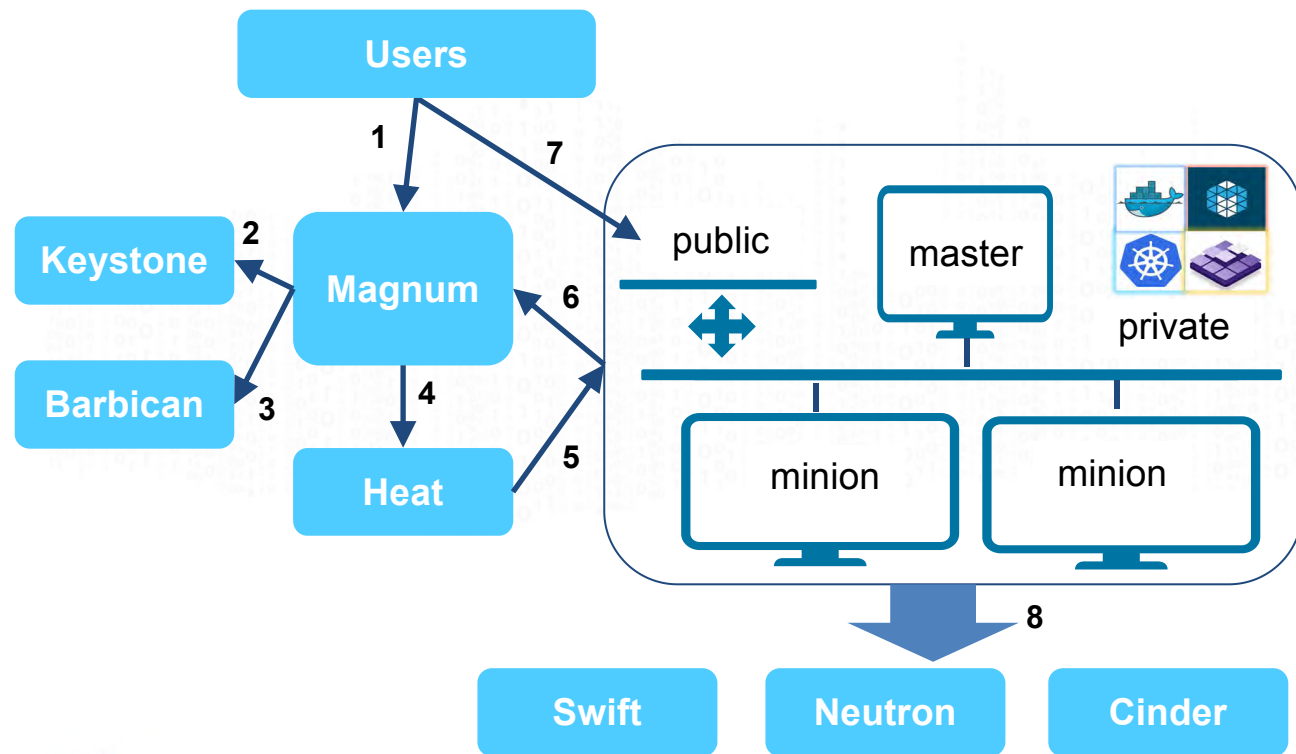 Users
1
7
Keystone
2
Magnum
6
public
master
private
Barbican
3
4
5
Heat
minion
minion
8
Swift
Neutron
Cinder